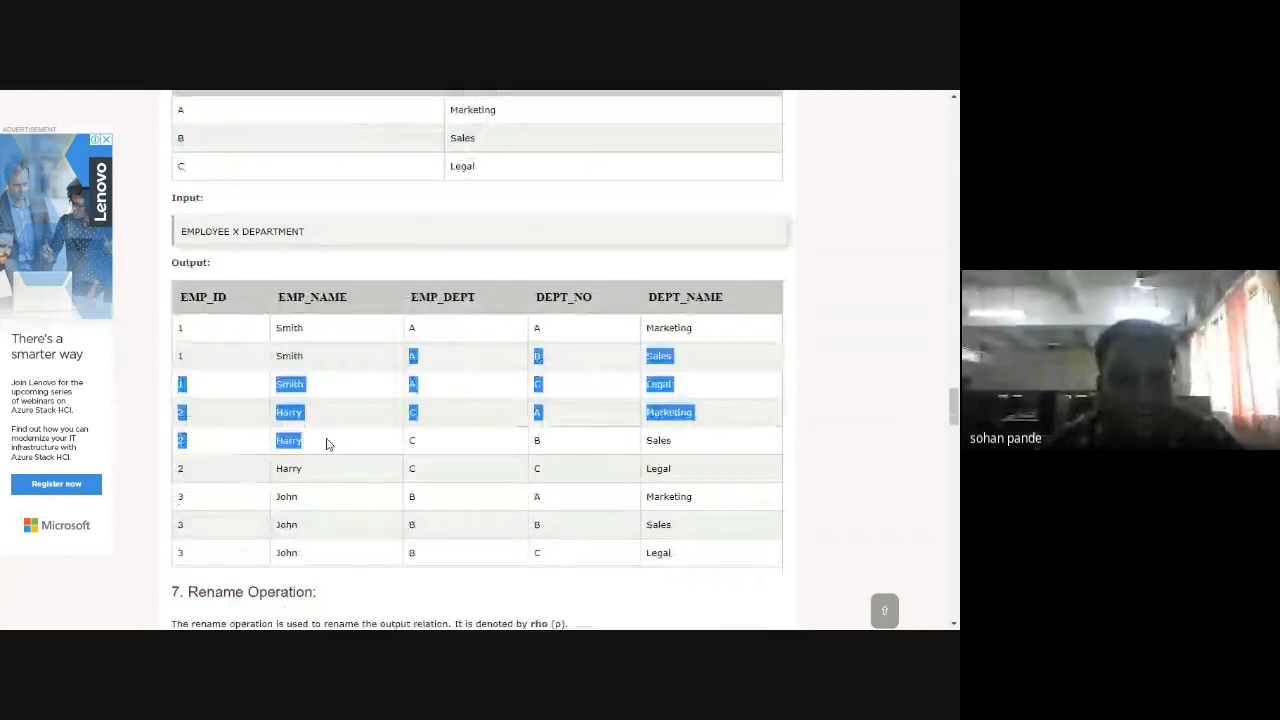 A Marketing
B Sales
C Legal
Input:
EMPLOYEE X DEPARTMENT
Output:
EMP_ID EMP_NAME EMP_DEPT DEPT_NO DEPT_NAME
1 Smith A A Marketing
1 Smith A B Sales
1 Smith A C Legal
2 Harry C A Marketing
2 Harry C B Sales
2 Harry C C Legal
3 John B A Marketing
3 John B B Sales
3 John B C Legal
7. Rename Operation:
The rename operation is used to rename the output relation. It is denoted by rho (ρ).
ADVERTISEMENT
Lenovo
There's a
smarter way
Join Lenovo for the
upcoming series
of webinars on
Azure Stack HCI.
Find out how you can
modernize your IT
infrastructure with
Azure Stack HCI.
Register now
Microsoft
sohan pande